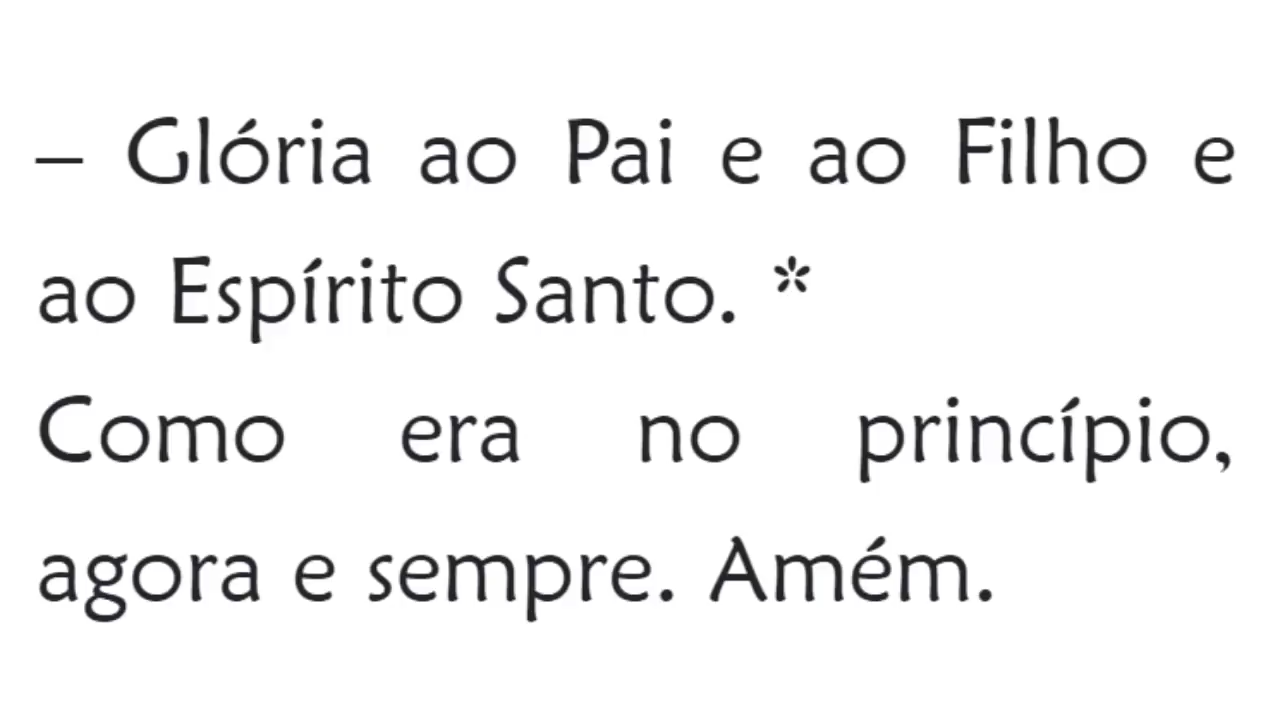 – Glória ao Pai e ao Filho e
ao Espírito Santo. *
Como era no princípio,
agora e sempre. Amém.